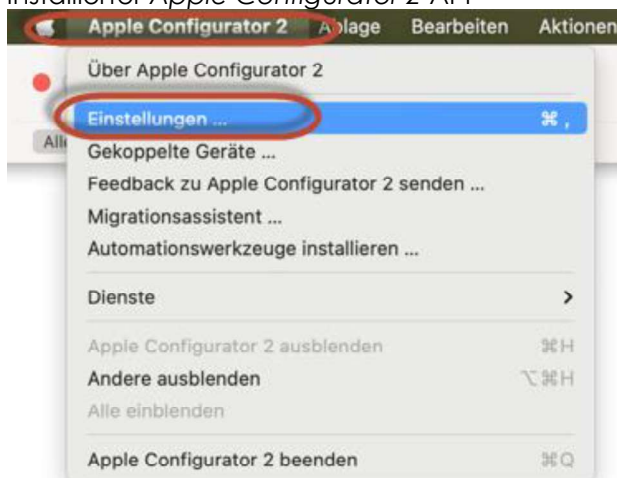 Apple Configurator 2 Ablage Bearbeiten Aktionen
Über Apple Configurator 2
Einstellungen ... ⌘ ,
Gekoppelte Geräte ...
Feedback zu Apple Configurator 2 senden ...
Migrationsassistent ...
Automationswerkzeuge installieren ...
Dienste >
Apple Configurator 2 ausblenden ⌘H
Andere ausblenden ⌥⌘H
Alle einblenden
Apple Configurator 2 beenden ⌘Q